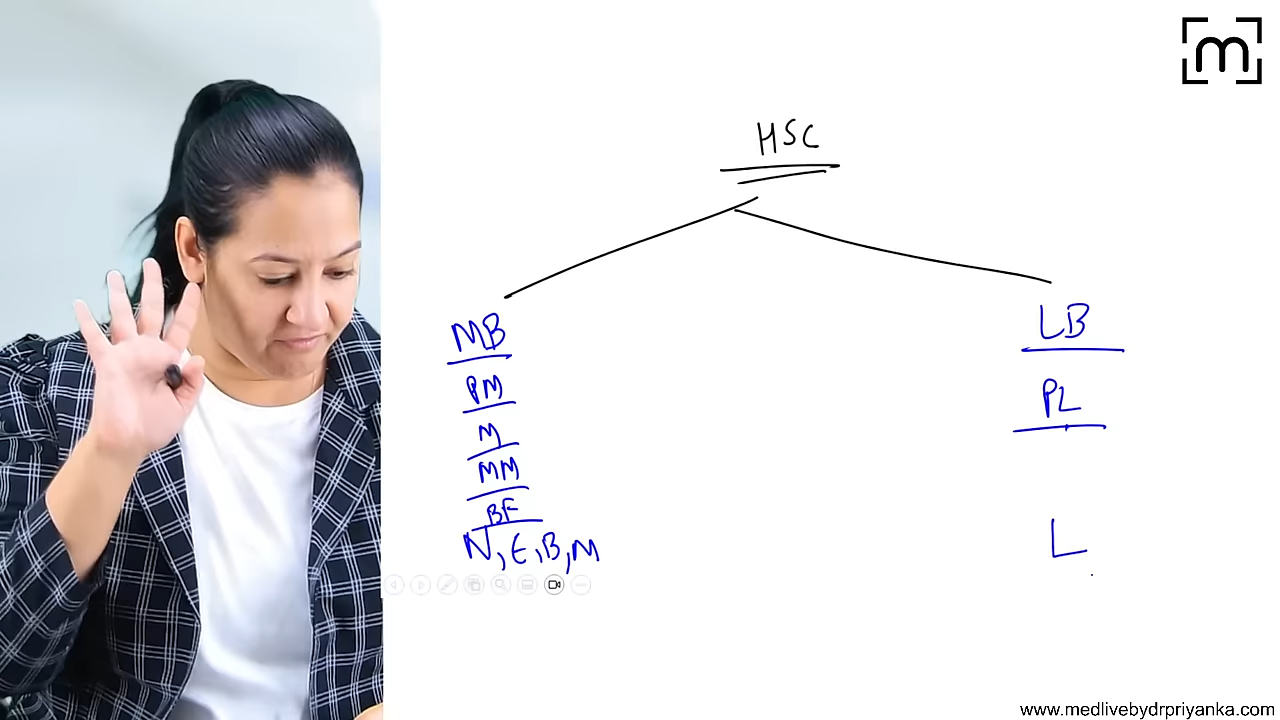 m
HSC
MB
PM
M
MM
BF
N, E, B, M
LB
PL
L
www.medlivebydrpriyanka.com